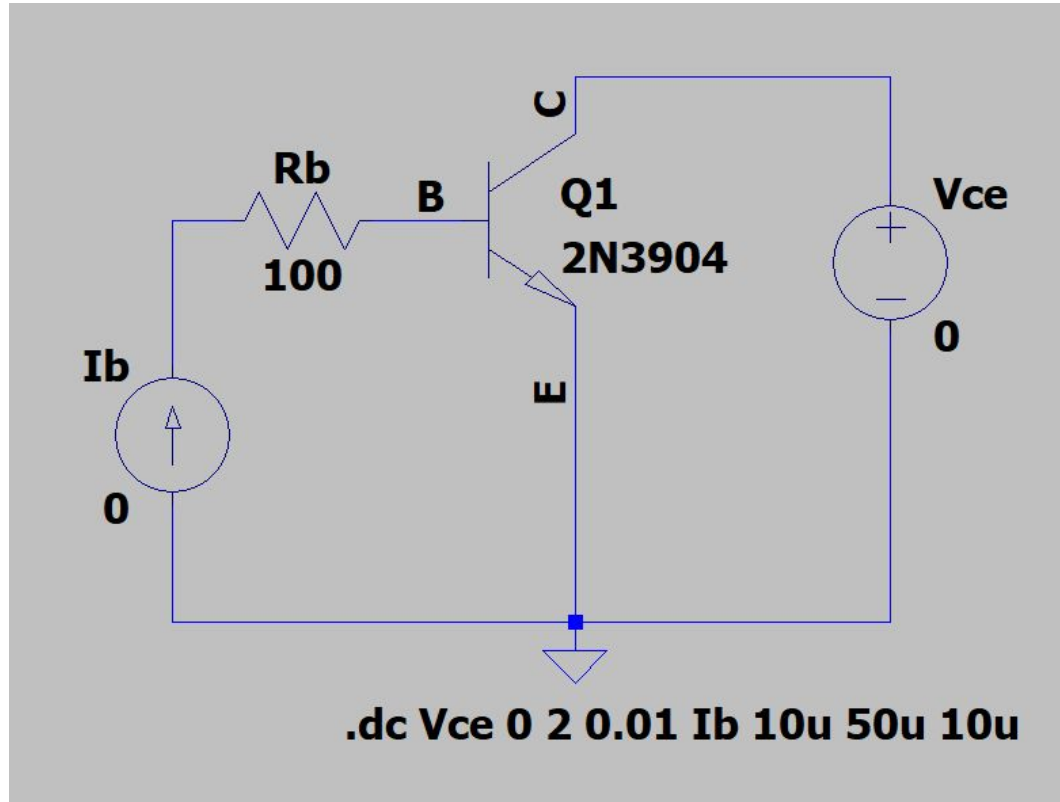 C
Rb
B
Q1
Vce
2N3904
100
+
−
0
Ib
E
0
.dc Vce 0 2 0.01 Ib 10u 50u 10u